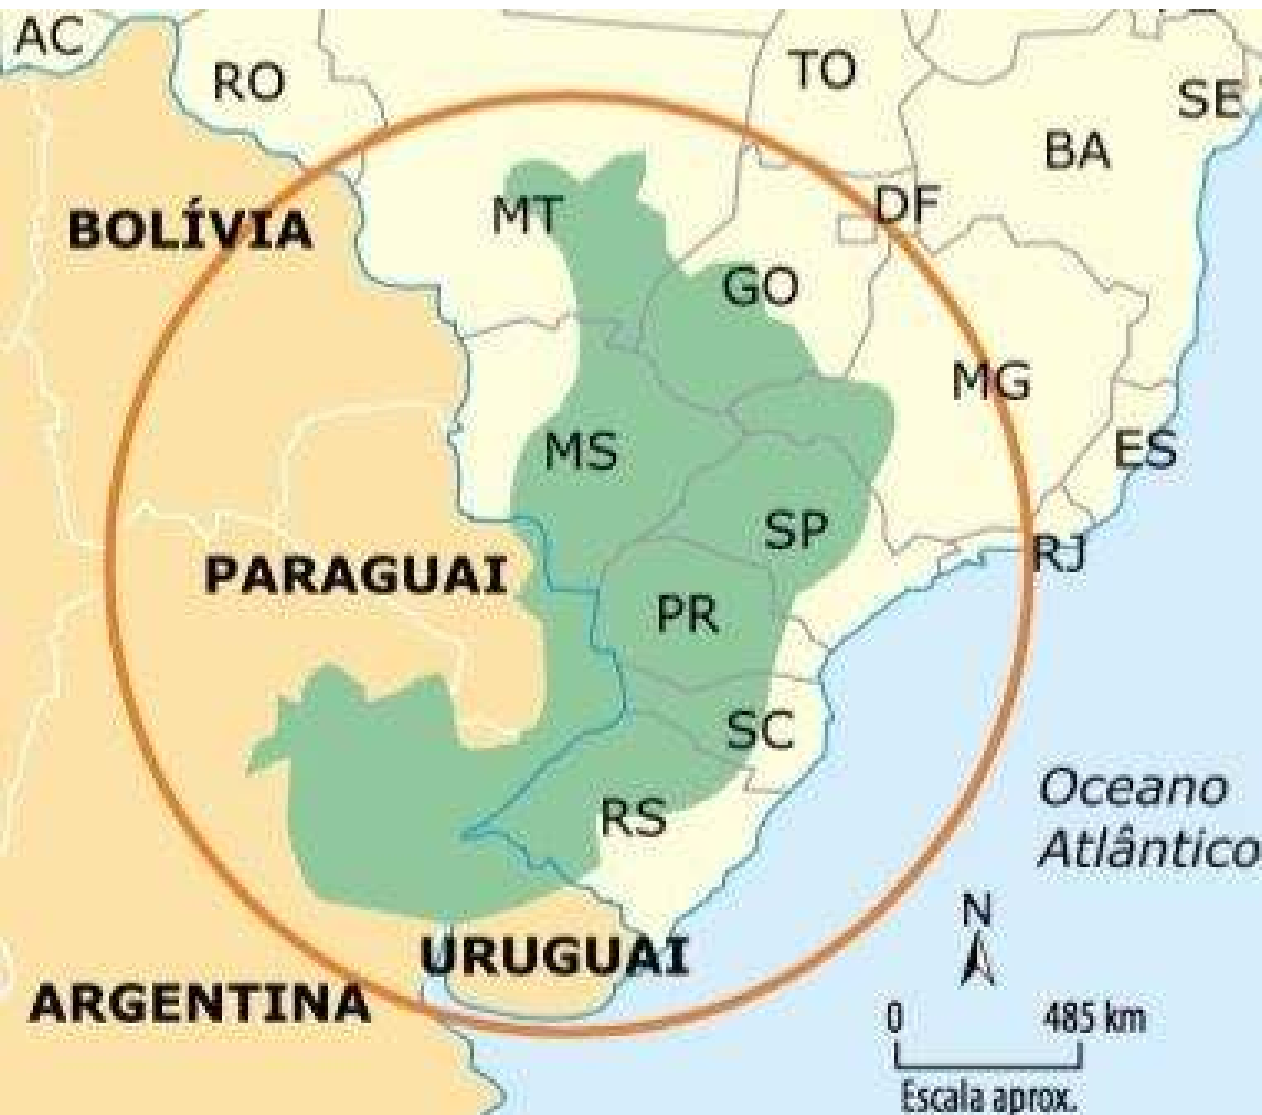 AC
RO
TO
SE
BA
MT
DF
BOLÍVIA
GO
MG
MS
ES
SP
RJ
PARAGUAI
PR
SC
Oceano
Atlântico
RS
N
URUGUAI
ARGENTINA
0 485 km
Escala aprox.